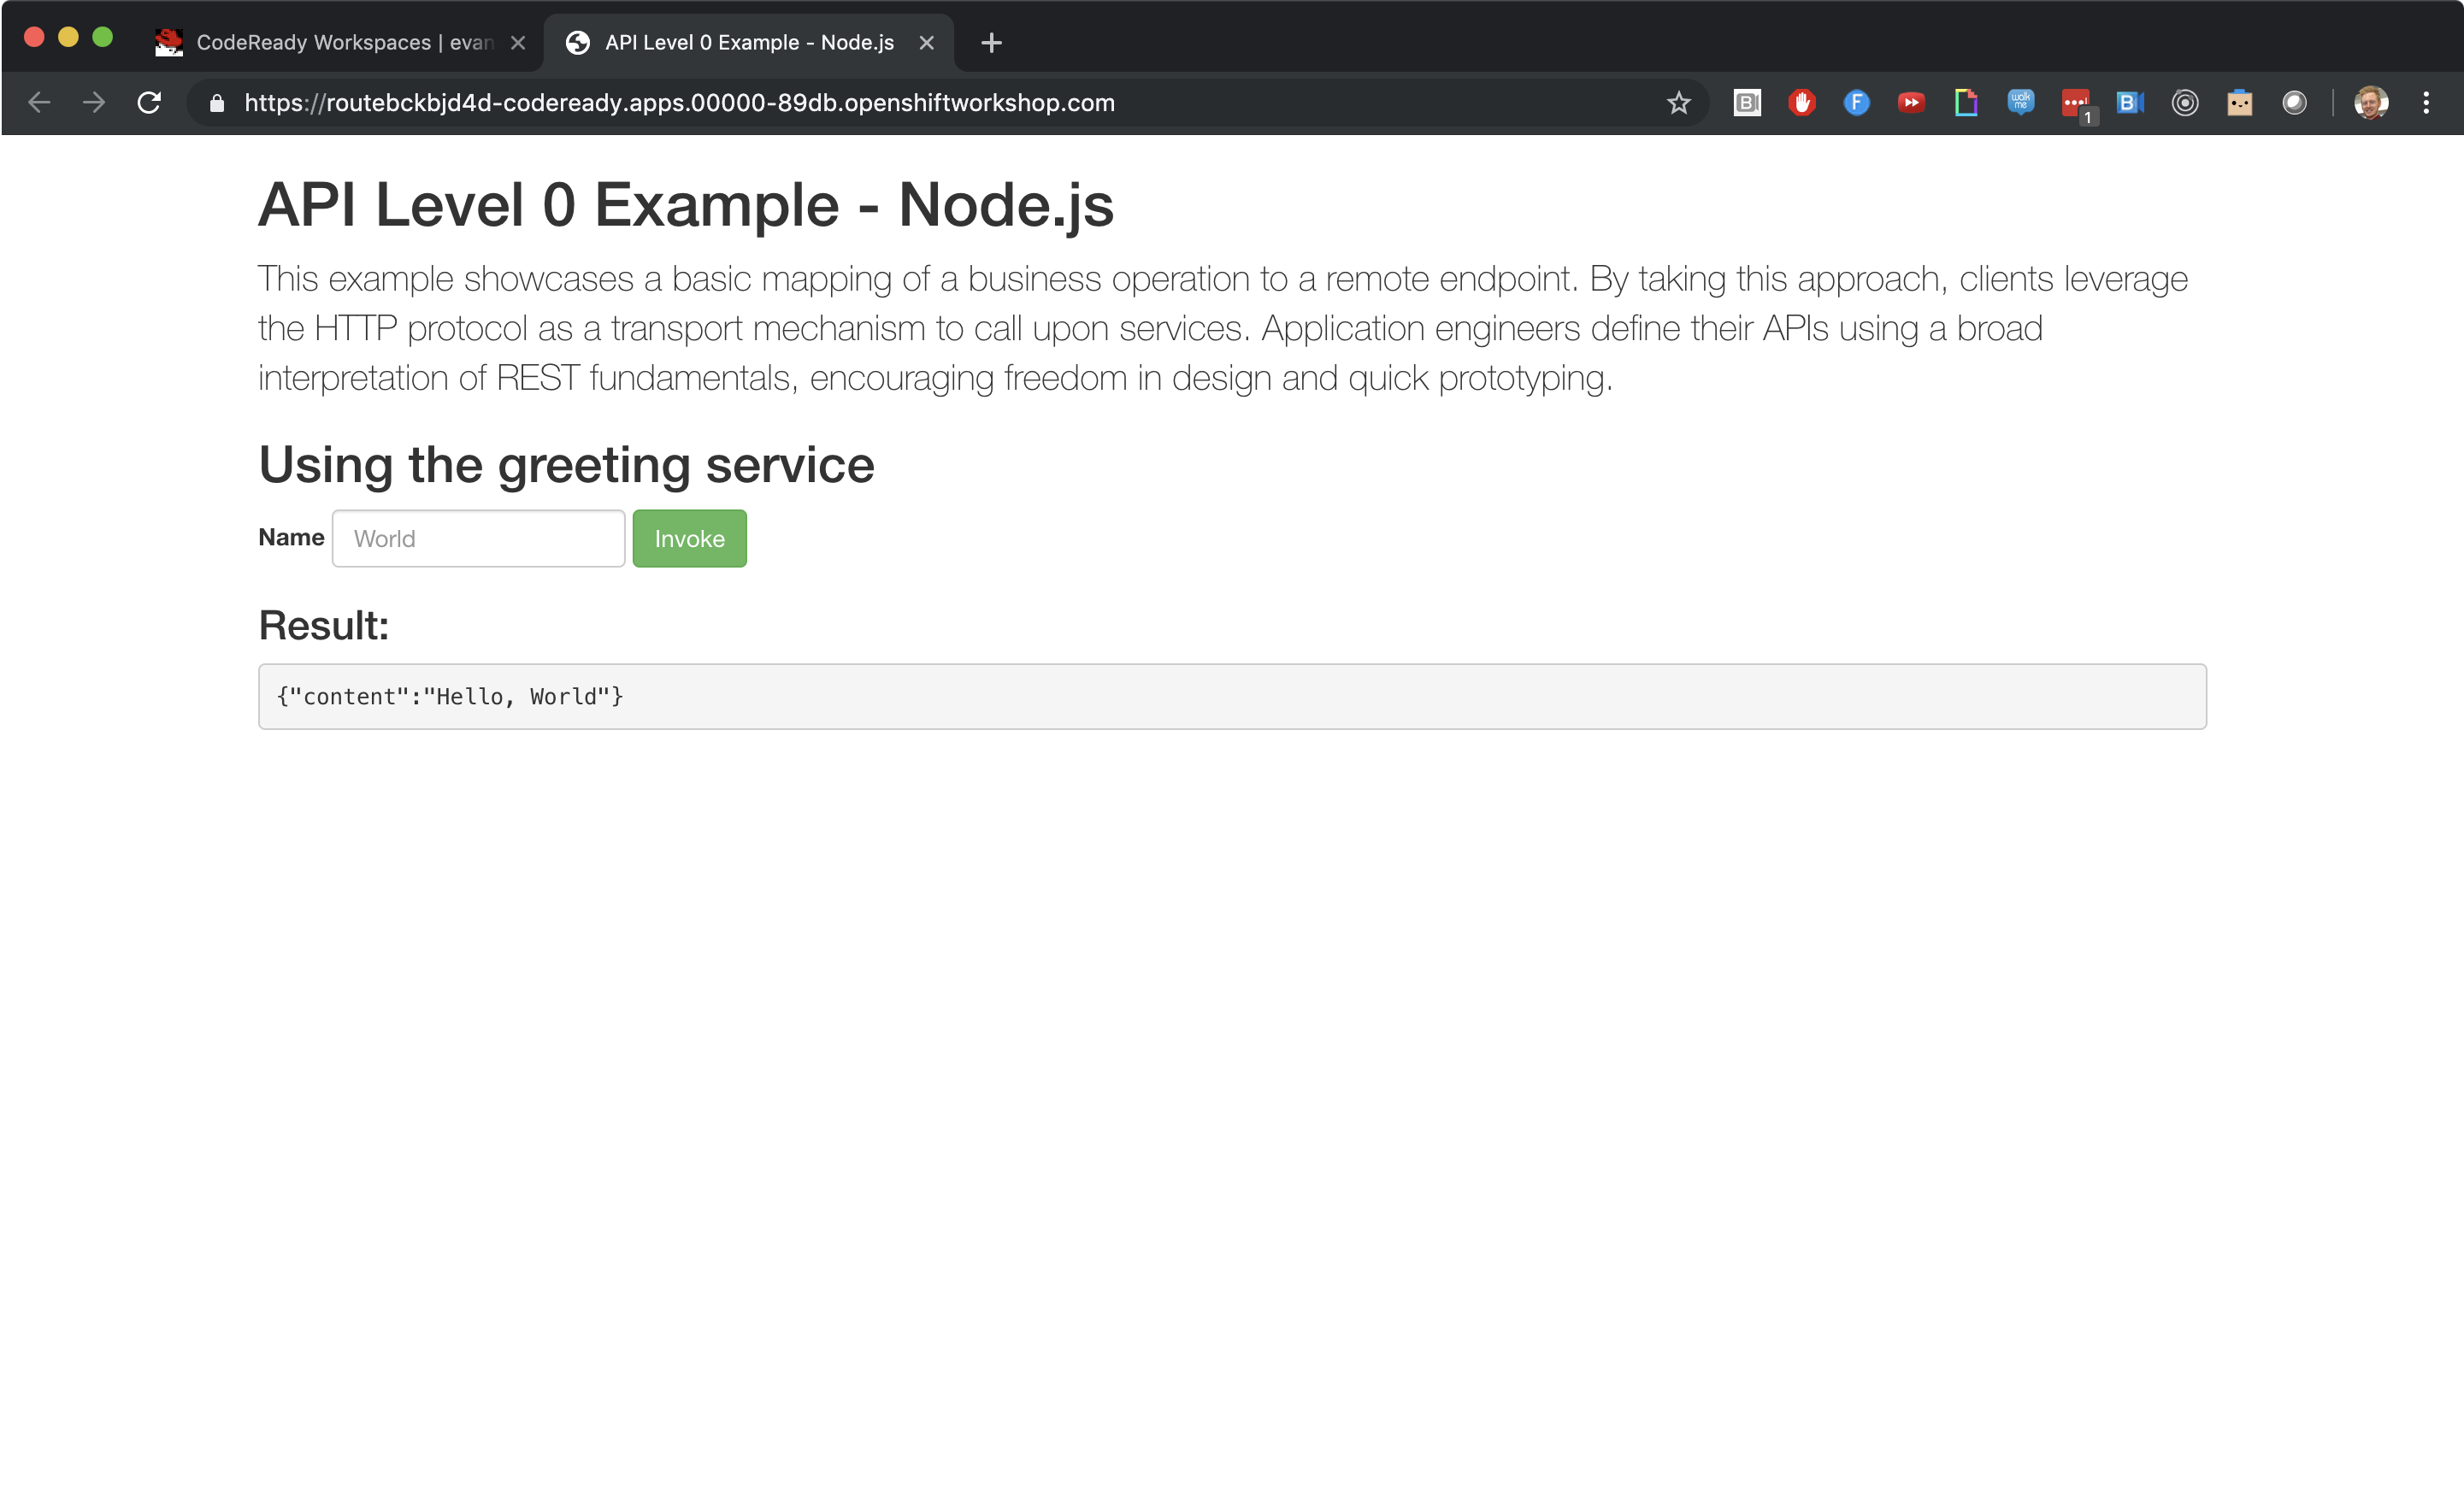 CodeReady Workspaces | evan
API Level 0 Example - Node.js
https://routebckbjd4d-codeready.apps.00000-89db.openshiftworkshop.com
B
F
walk me
1
B
API Level 0 Example - Node.js
This example showcases a basic mapping of a business operation to a remote endpoint. By taking this approach, clients leverage
the HTTP protocol as a transport mechanism to call upon services. Application engineers define their APIs using a broad
interpretation of REST fundamentals, encouraging freedom in design and quick prototyping.
Using the greeting service
Name World Invoke
Result:
{"content":"Hello, World"}